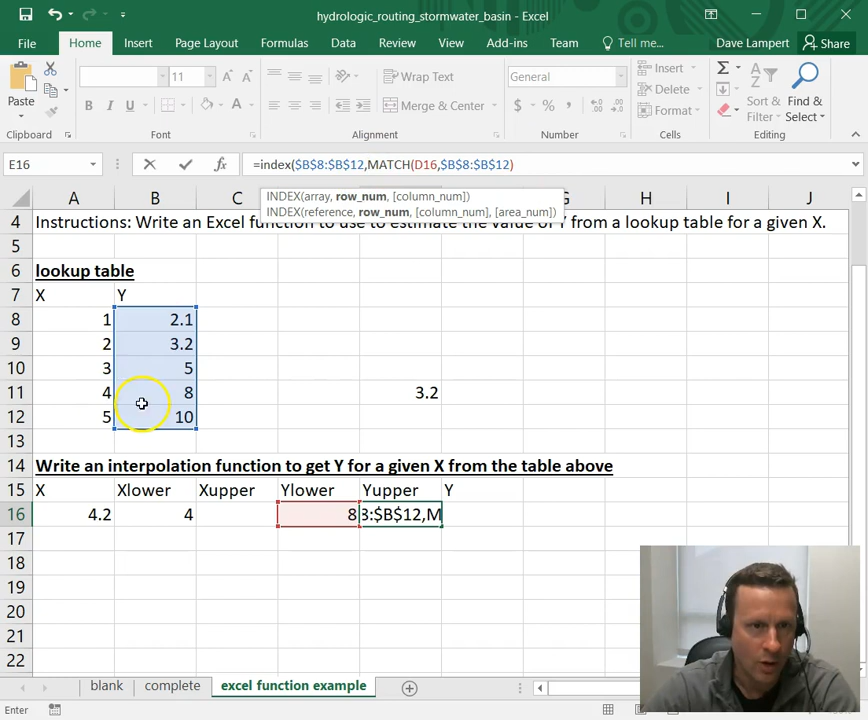 hydrologic_routing_stormwater_basin - Excel
File Home Insert Page Layout Formulas Data Review View Add-ins Team Tell me... Dave Lampert Share
Paste 11 A A Wrap Text General Insert Σ
B I U A Merge & Center $ % , Delete Sort & Find &
Format Filter Select
Clipboard Font Alignment Number Cells Editing
E16 fx =index($B$8:$B$12,MATCH(D16,$B$8:$B$12)
INDEX(array, row_num, [column_num])
INDEX(reference, row_num, [column_num], [area_num])
A B C G H I J
4 Instructions: Write an Excel function to use to estimate the value of Y from a lookup table for a given X.
5
6 lookup table
7 X Y
8 1 2.1
9 2 3.2
10 3 5
11 4 8 3.2
12 5 10
13
14 Write an interpolation function to get Y for a given X from the table above
15 X Xlower Xupper Ylower Yupper Y
16 4.2 4 8 3:$B$12,M
17
18
19
20
21
22
blank complete excel function example
Enter